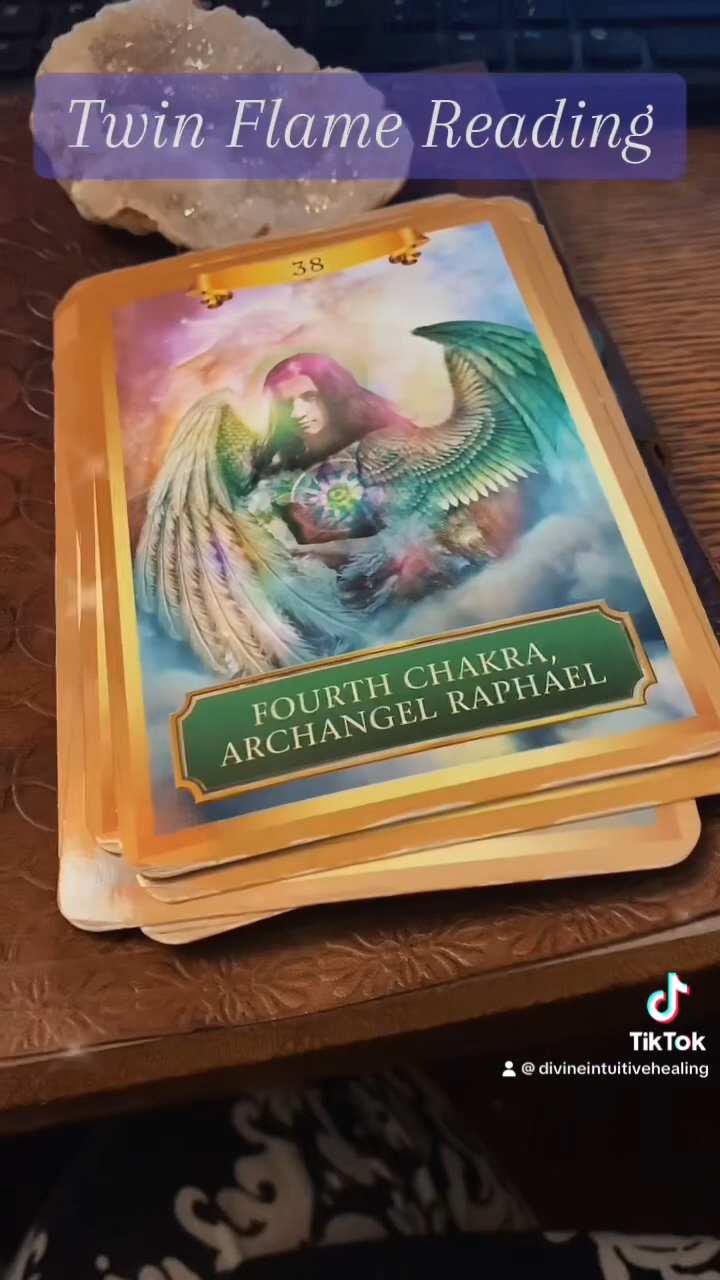 Twin Flame Reading
38
FOURTH CHAKRA,
ARCHANGEL RAPHAEL
TikTok
@ divineintuitivehealing